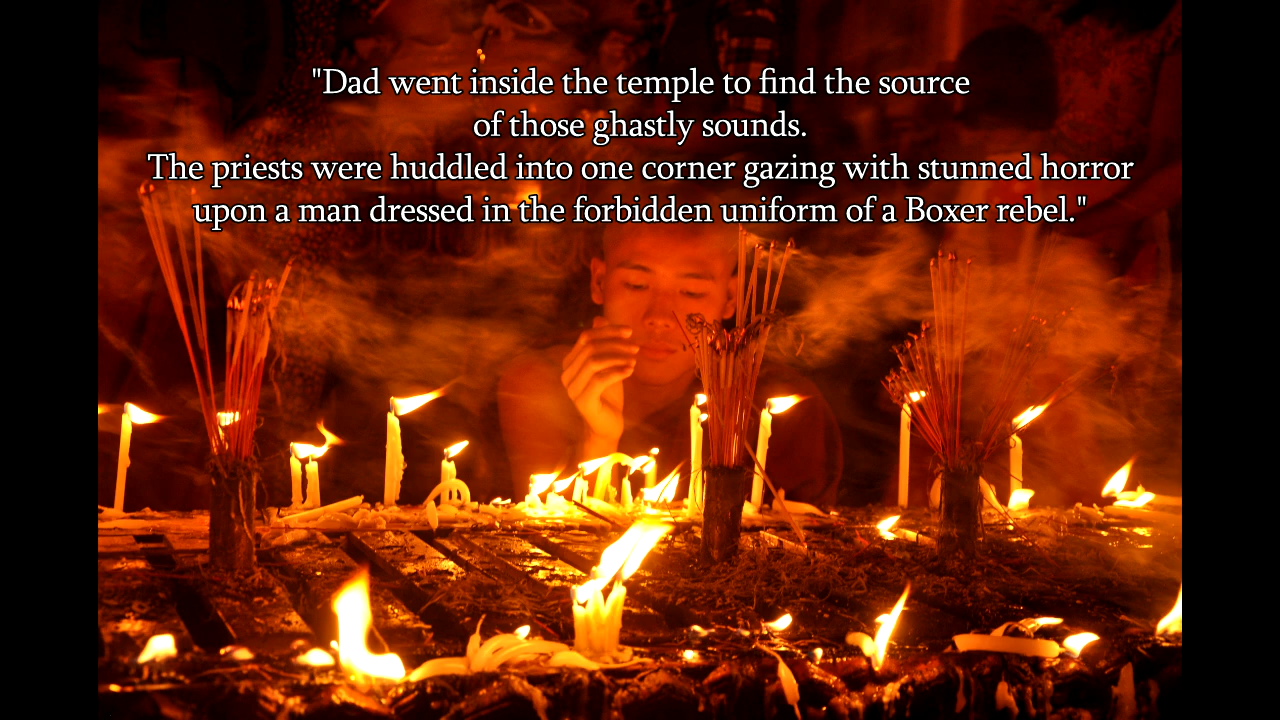 "Dad went inside the temple to find the source
of those ghastly sounds.
The priests were huddled into one corner gazing with stunned horror
upon a man dressed in the forbidden uniform of a Boxer rebel."